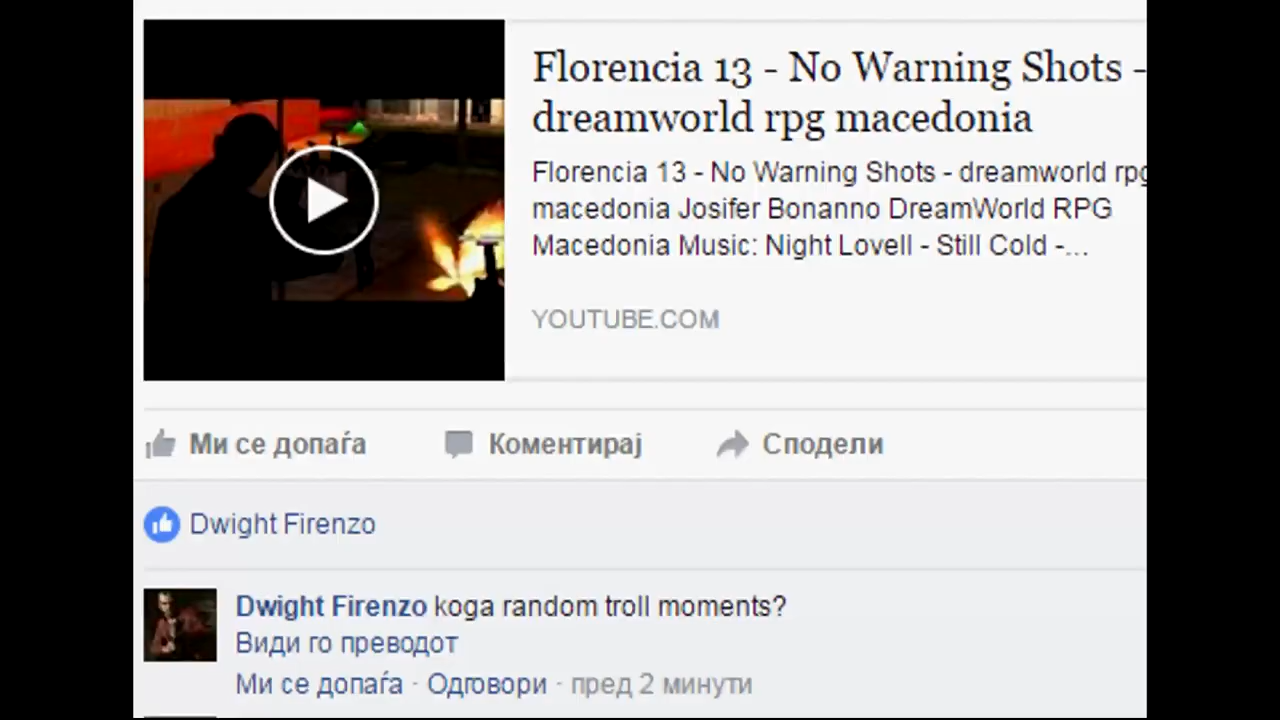 Florencia 13 - No Warning Shots -
dreamworld rpg macedonia
Florencia 13 - No Warning Shots - dreamworld rpg
macedonia Josifer Bonanno DreamWorld RPG
Macedonia Music: Night Lovell - Still Cold -...
YOUTUBE.COM
Ми се допаѓа Коментирај Сподели
Dwight Firenzo
Dwight Firenzo koga random troll moments?
Види го преводот
Ми се допаѓа · Одговори · пред 2 минути